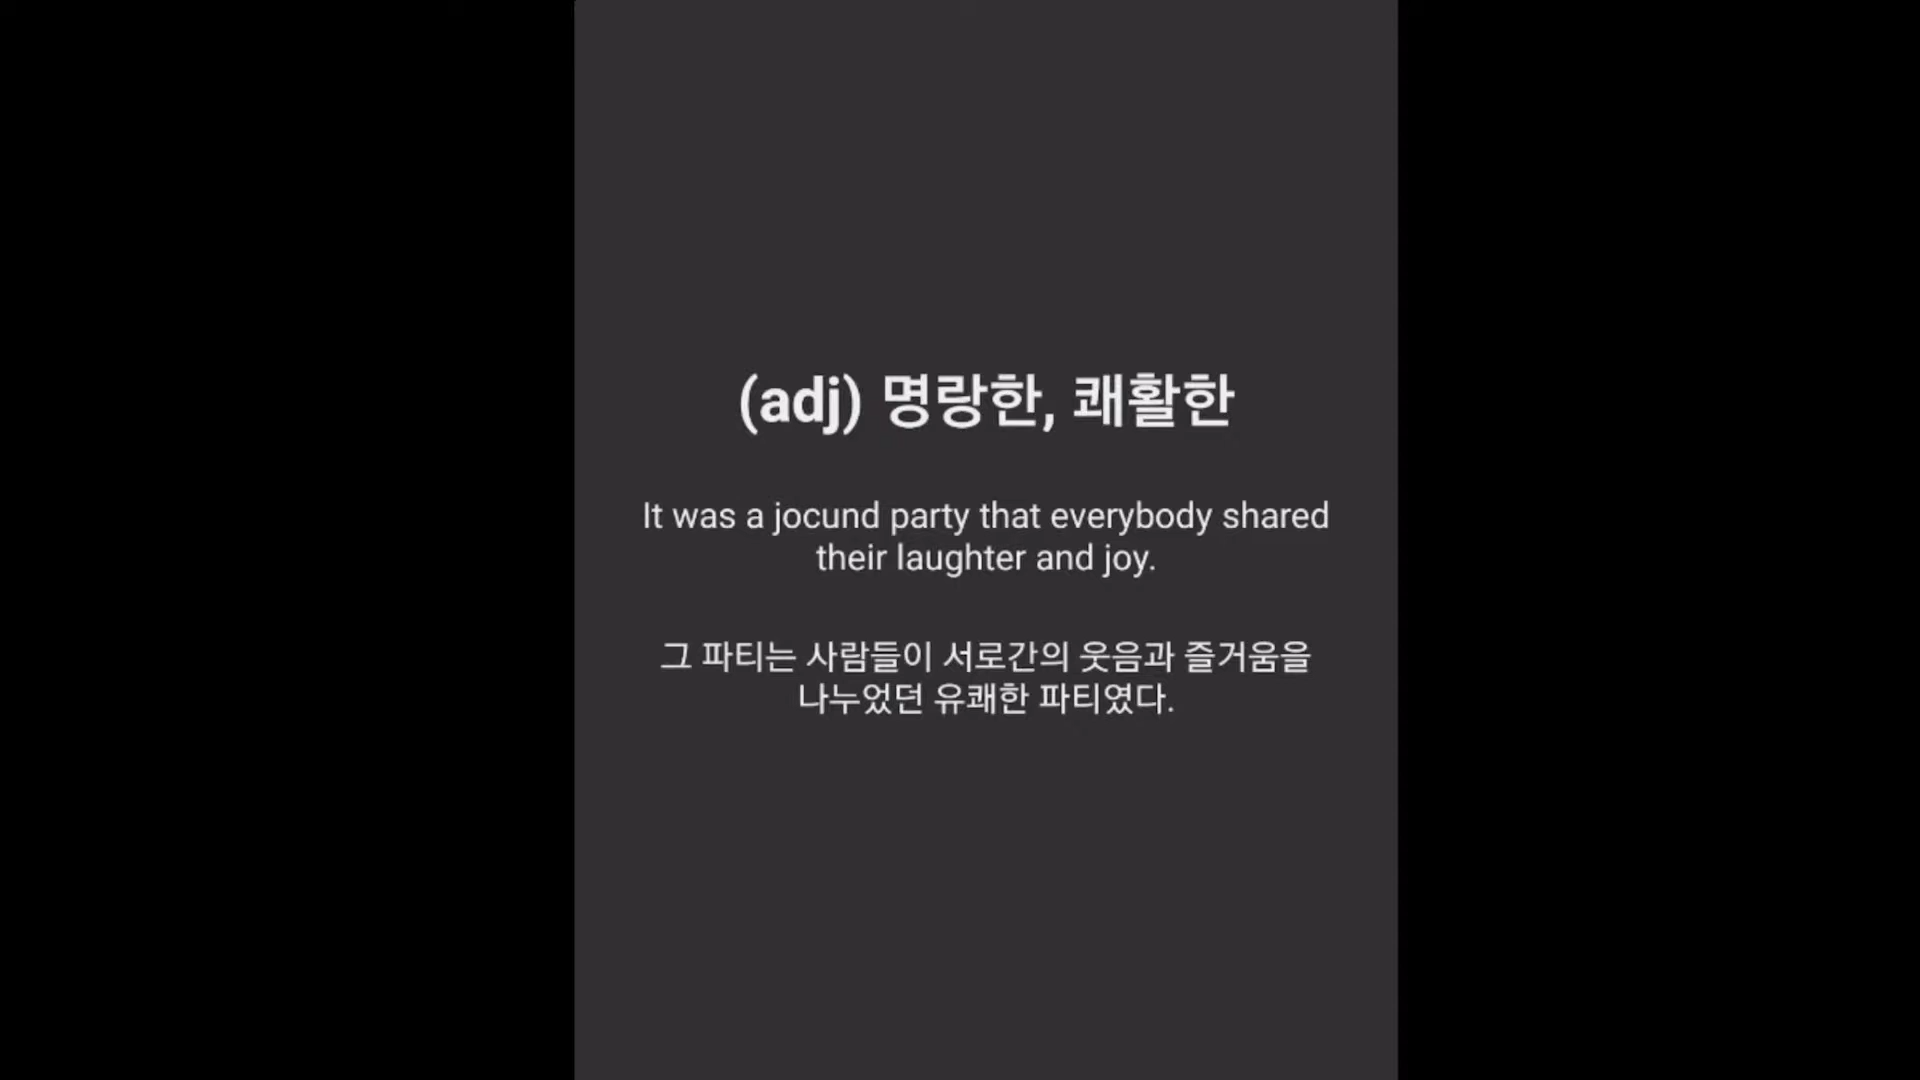 (adj) 명랑한, 쾌활한
It was a jocund party that everybody shared
their laughter and joy.
그 파티는 사람들이 서로간의 웃음과 즐거움을
나누었던 유쾌한 파티였다.